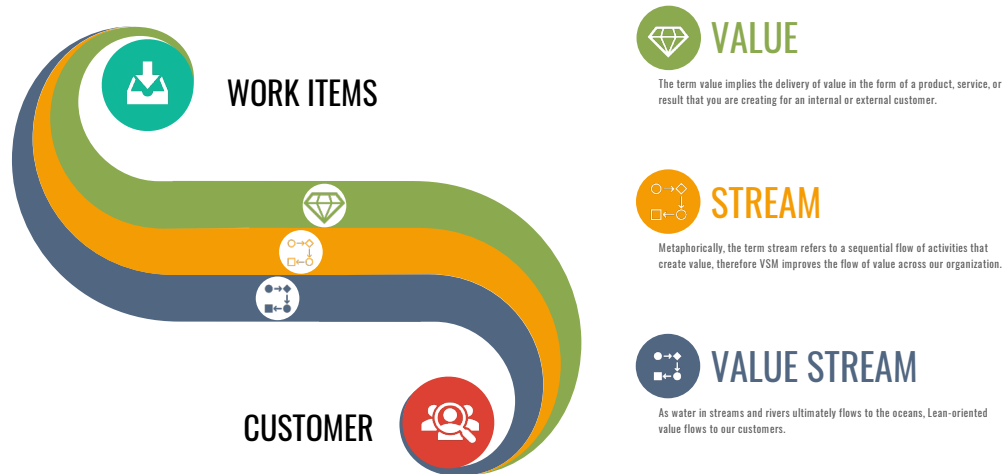 WORK ITEMS
CUSTOMER
VALUE
The term value implies the delivery of value in the form of a product, service, or
result that you are creating for an internal or external customer.
STREAM
Metaphorically, the term stream refers to a sequential flow of activities that
create value, therefore VSM improves the flow of value across our organization.
VALUE STREAM
As water in streams and rivers ultimately flows to the oceans, Lean-oriented
value flows to our customers.